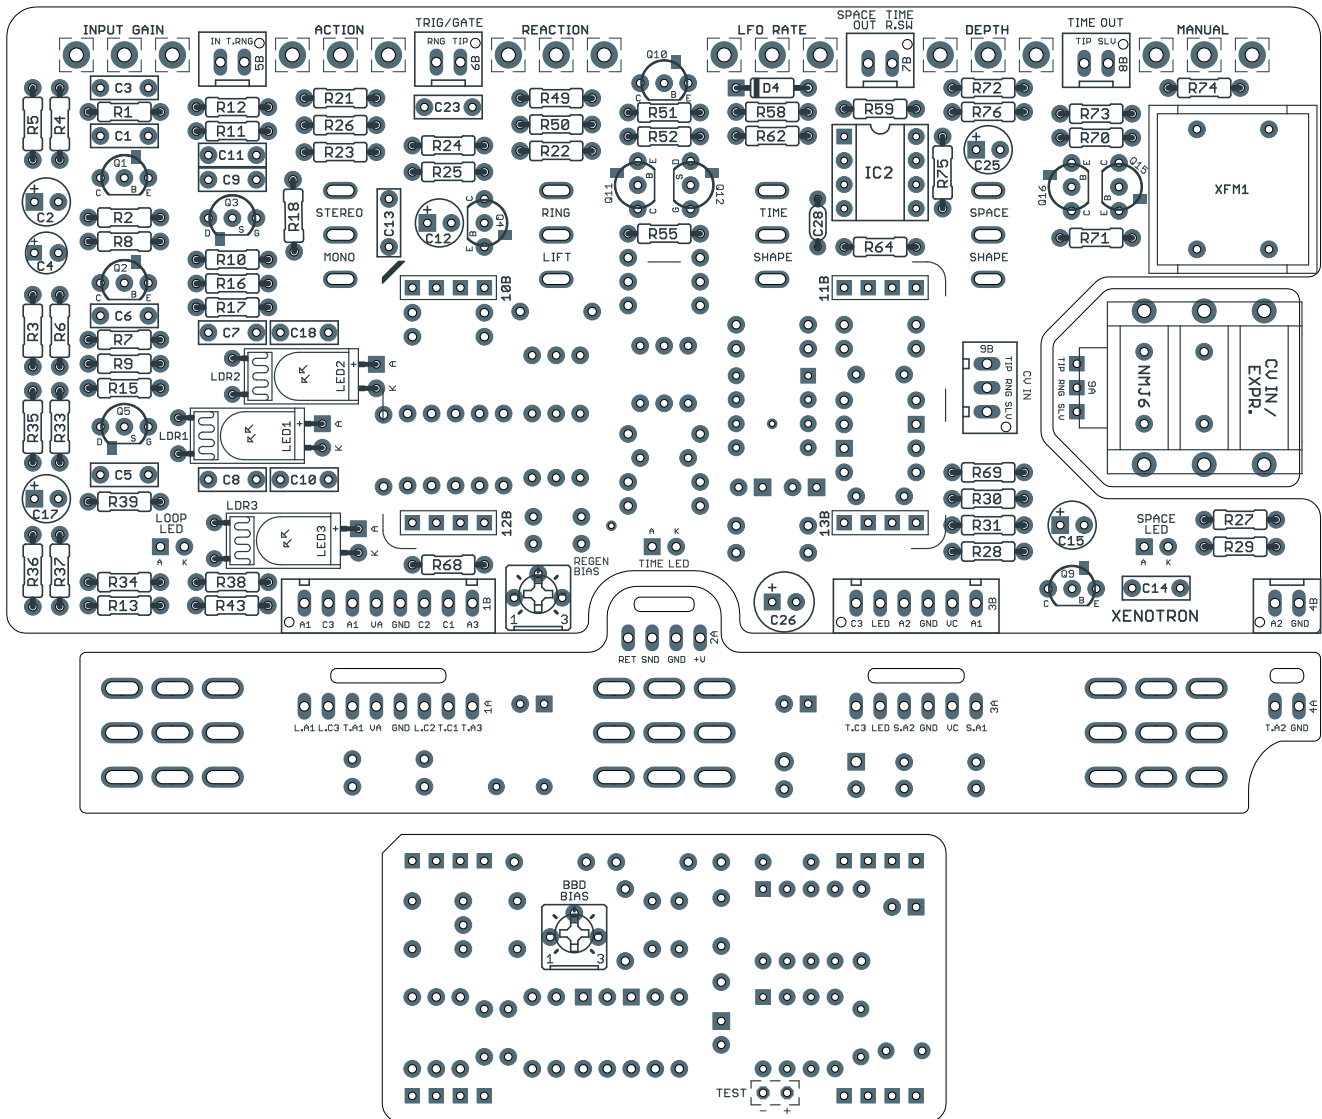 INPUT GAIN
ACTION
TRIG/GATE
REACTION
LFO RATE
SPACE TIME
OUT R.SW
DEPTH
TIME OUT
MANUAL
IN T.RNG
5B
RNG TIP
6B
Q10
7B
TIP SLV
8B
C3
R12
R21
C23
R49
E
C
B
D4
R59
R72
R74
R5
R4
R1
R11
R26
R50
R51
R58
R76
R73
C1
C11
R23
R24
R22
R52
R62
IC2
R75
C25
R70
Q1
C B E
C9
R25
Q11
E
B
C
D
S
G
Q12
Q16
E
B
C
Q15
C
B
E
XFM1
C2
R2
Q3
D S G
R18
STEREO
C13
C12
C
B
E
Q4
RING
TIME
C28
SPACE
C4
R8
R10
MONO
LIFT
R55
SHAPE
R64
SHAPE
R71
Q2
C B E
R16
10B
11B
R3
R6
C6
R17
C7
C18
R7
LDR2
LED2
A
K
9B
TIP RNG SLV
CV IN
TIP RNG SLV
9A
NMJ6
CV IN/
EXPR.
R9
R15
R35
R33
Q5
D S G
LDR1
LED1
A
K
C5
C8
C10
R69
C17
R39
LDR3
LED3
A
K
12B
13B
R30
R31
C15
SPACE
LED
A K
R27
R29
LOOP
LED
A K
R36
R37
R34
R38
R68
REGEN
BIAS
1 3
A K
TIME LED
R28
Q9
C B E
C14
XENOTRON
R13
R43
A1 C3 A1 VA GND C2 C1 A3
1B
C26
C3 LED A2 GND VC A1
3B
A2 GND
4B
RET SND GND +V
2A
L.A1 L.C3 T.A1 VA GND L.C2 T.C1 T.A3
1A
T.C3 LED S.A2 GND VC S.A1
3A
T.A2 GND
4A
BBD
BIAS
1 3
TEST
- +